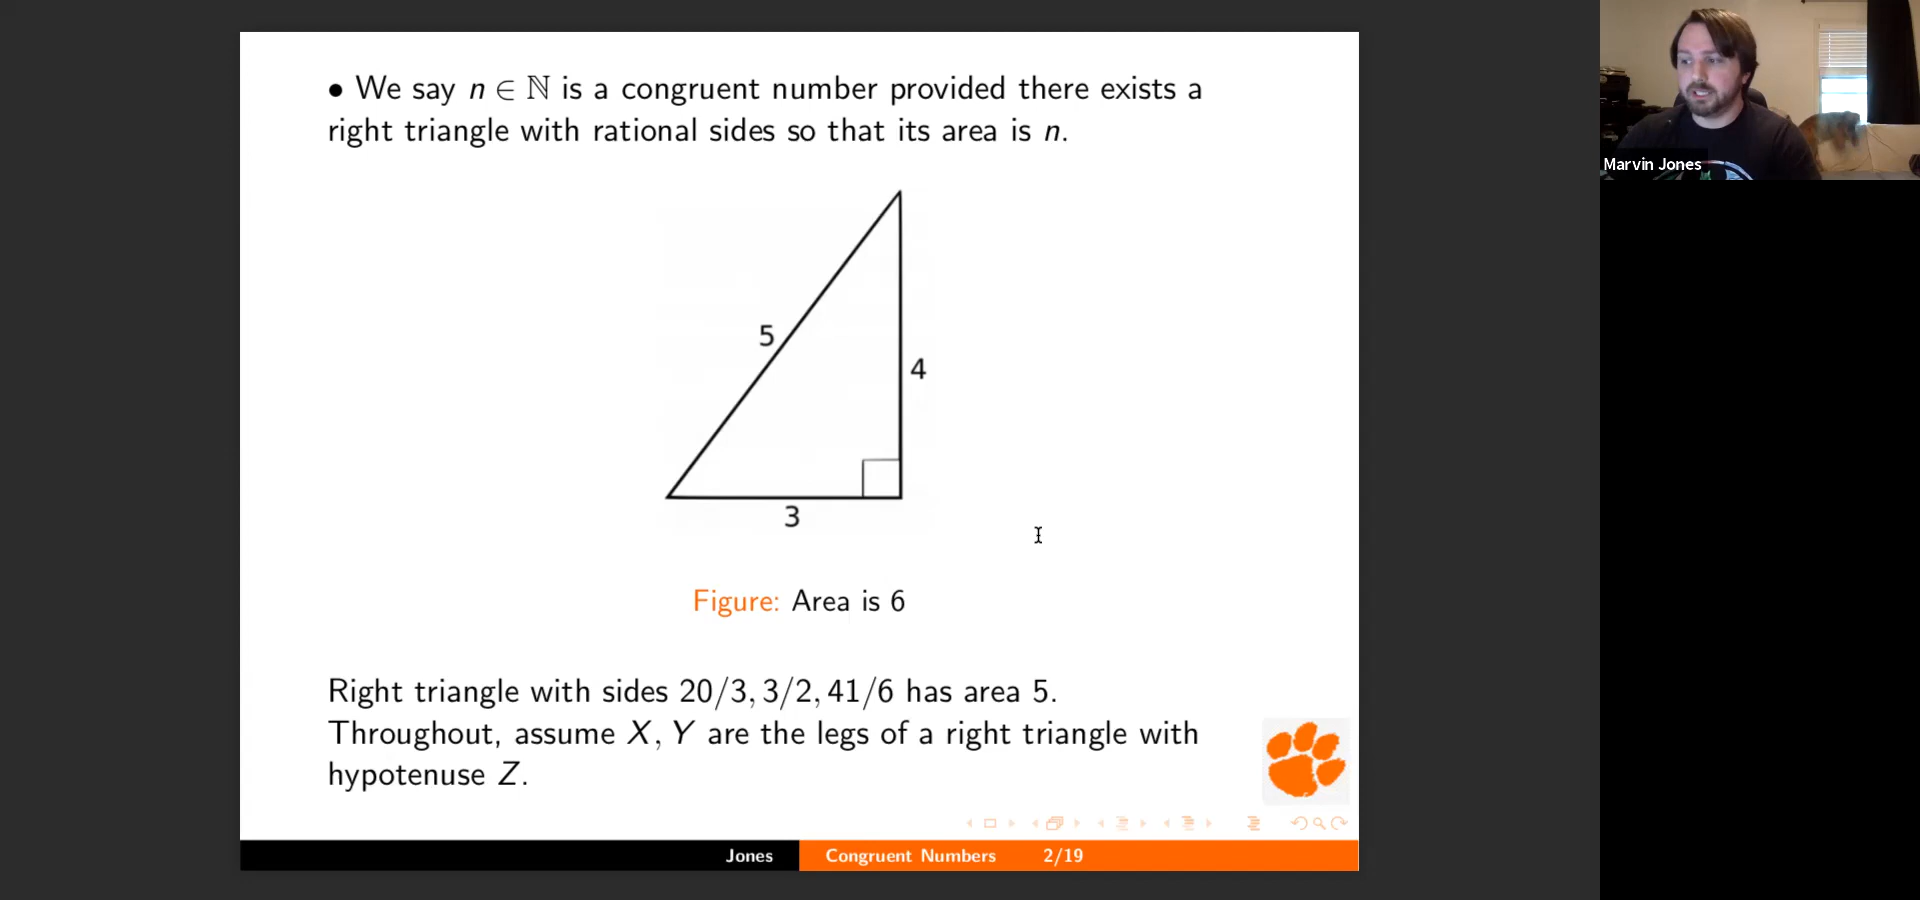 • We say n ∈ ℕ is a congruent number provided there exists a
right triangle with rational sides so that its area is n.
5
4
3
Figure: Area is 6
Right triangle with sides 20/3, 3/2, 41/6 has area 5.
Throughout, assume X, Y are the legs of a right triangle with
hypotenuse Z.
Jones Congruent Numbers 2/19
Marvin Jones